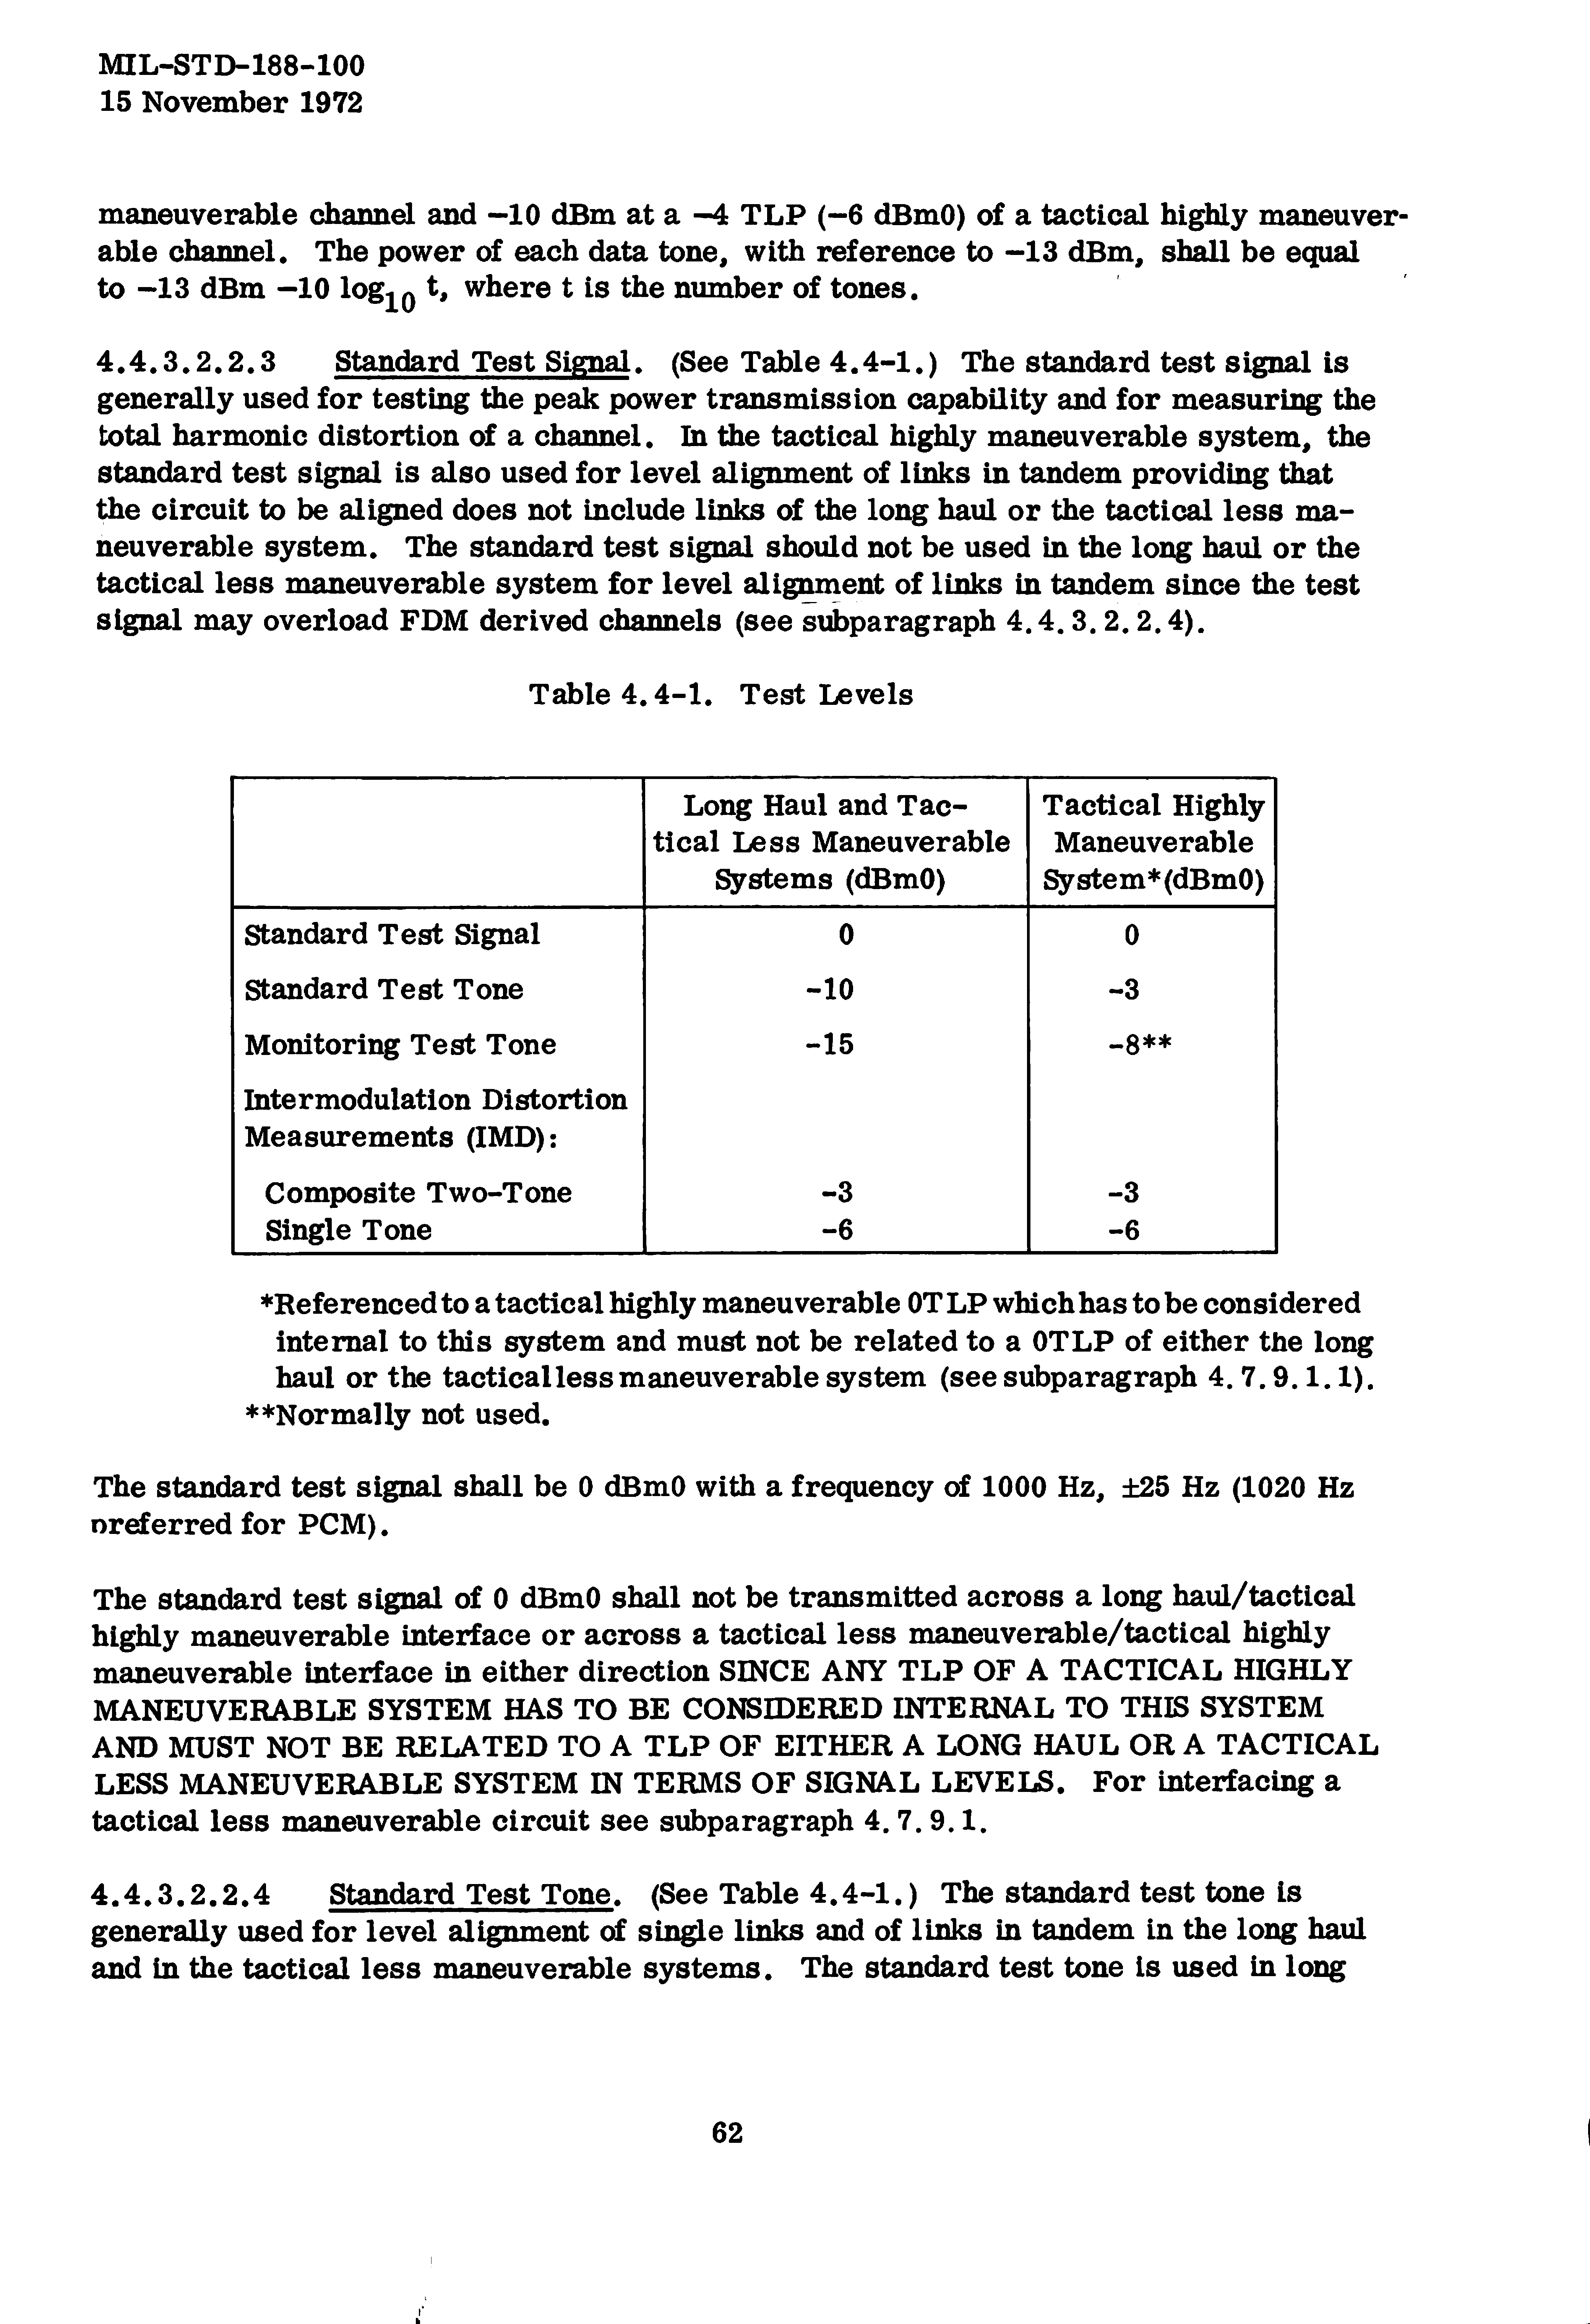 MIL-STD-188-100
15 November 1972
maneuverable channel and —10 dBm at a —4 TLP (—6 dBm0) of a tactical highly maneuver-
able channel. The power of each data tone, with reference to —13 dBm, shall be equal
to —13 dBm —10 log10 t, where t is the number of tones.
4.4.3.2.2.3 Standard Test Signal. (See Table 4.4-1.) The standard test signal is
generally used for testing the peak power transmission capability and for measuring the
total harmonic distortion of a channel. In the tactical highly maneuverable system, the
standard test signal is also used for level alignment of links in tandem providing that
the circuit to be aligned does not include links of the long haul or the tactical less ma-
neuverable system. The standard test signal should not be used in the long haul or the
tactical less maneuverable system for level alignment of links in tandem since the test
signal may overload FDM derived channels (see subparagraph 4.4.3.2.2.4).
Table 4.4-1. Test Levels
Long Haul and Tac- Tactical Highly
tical Less Maneuverable Maneuverable
Systems (dBm0) System*(dBm0)
Standard Test Signal 0 0
Standard Test Tone -10 -3
Monitoring Test Tone -15 -8**
Intermodulation Distortion
Measurements (IMD):
Composite Two-Tone -3 -3
Single Tone -6 -6
*Referenced to a tactical highly maneuverable 0TLP which has to be considered
internal to this system and must not be related to a 0TLP of either the long
haul or the tactical less maneuverable system (see subparagraph 4.7.9.1.1).
**Normally not used.
The standard test signal shall be 0 dBm0 with a frequency of 1000 Hz, ±25 Hz (1020 Hz
preferred for PCM).
The standard test signal of 0 dBm0 shall not be transmitted across a long haul/tactical
highly maneuverable interface or across a tactical less maneuverable/tactical highly
maneuverable interface in either direction SINCE ANY TLP OF A TACTICAL HIGHLY
MANEUVERABLE SYSTEM HAS TO BE CONSIDERED INTERNAL TO THIS SYSTEM
AND MUST NOT BE RELATED TO A TLP OF EITHER A LONG HAUL OR A TACTICAL
LESS MANEUVERABLE SYSTEM IN TERMS OF SIGNAL LEVELS. For interfacing a
tactical less maneuverable circuit see subparagraph 4.7.9.1.
4.4.3.2.2.4 Standard Test Tone. (See Table 4.4-1.) The standard test tone is
generally used for level alignment of single links and of links in tandem in the long haul
and in the tactical less maneuverable systems. The standard test tone is used in long
62